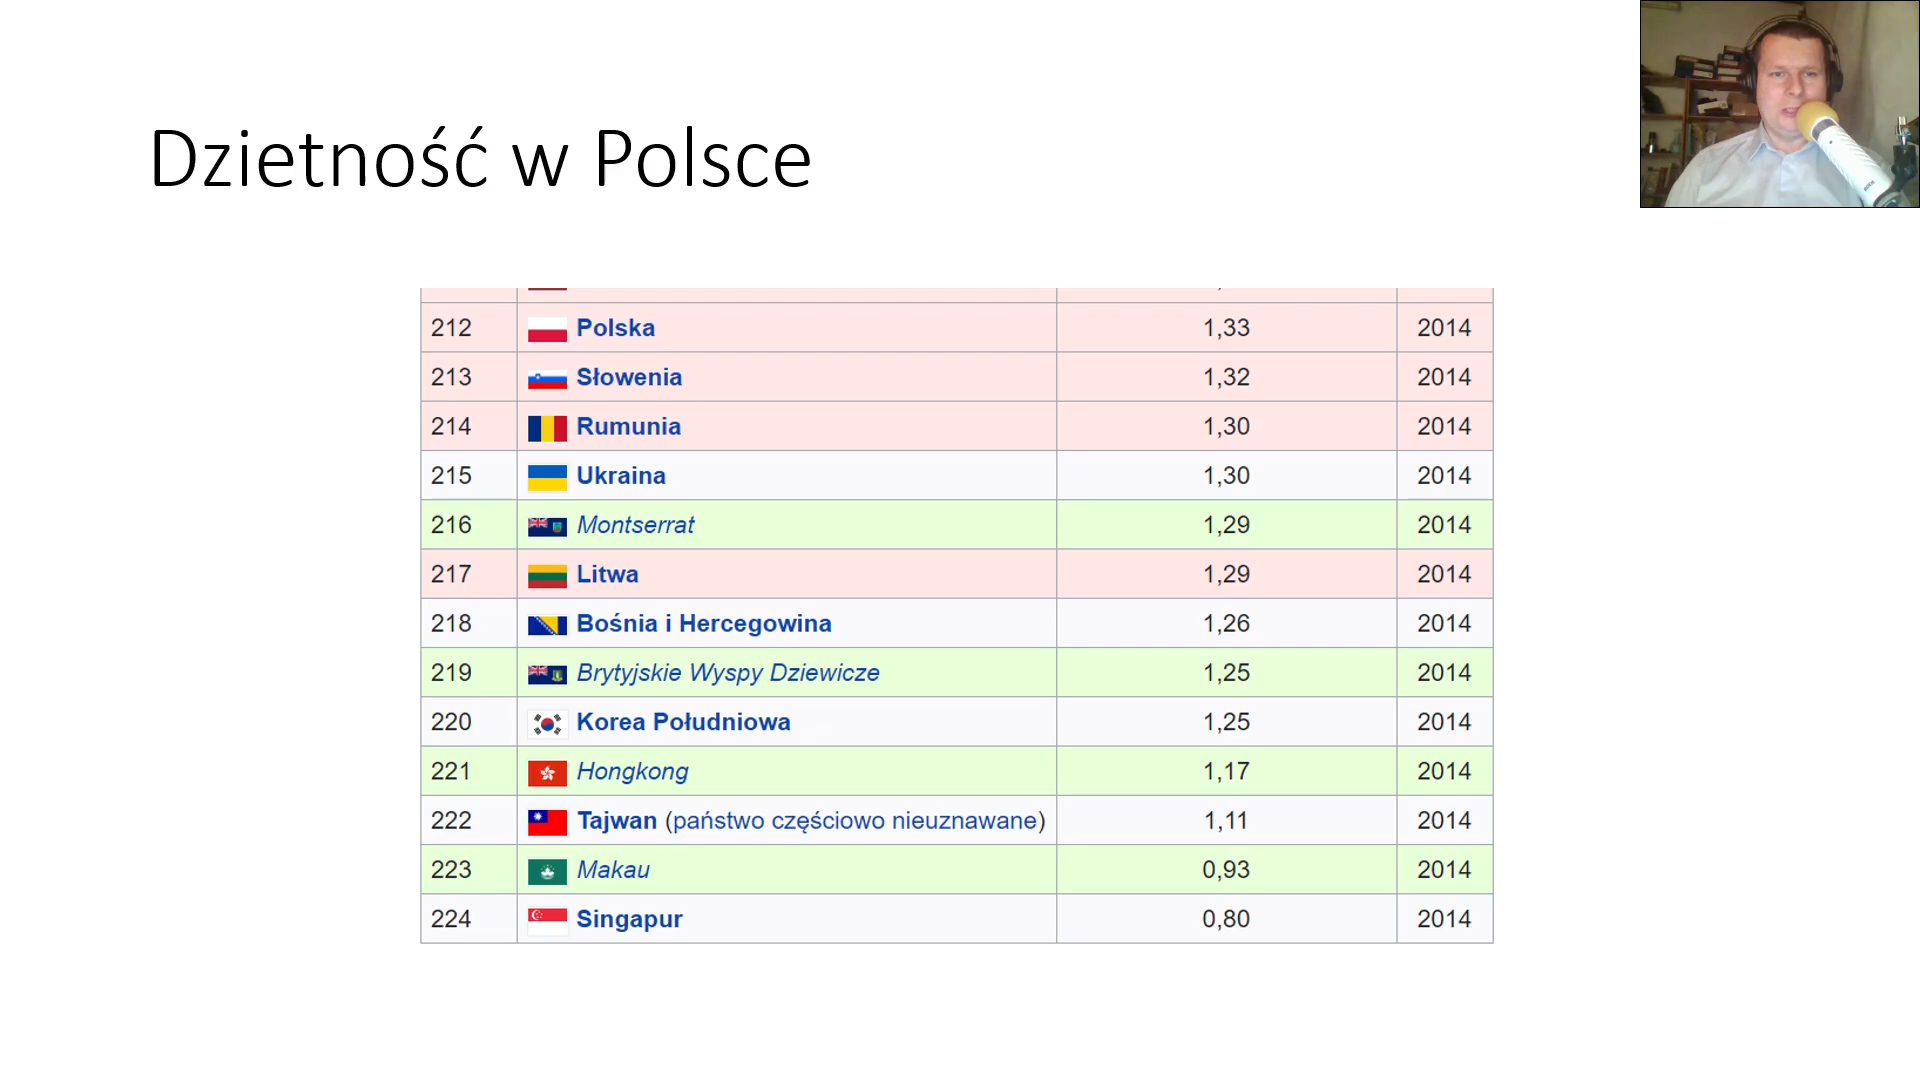 Dzietność w Polsce
212 Polska 1,33 2014
213 Słowenia 1,32 2014
214 Rumunia 1,30 2014
215 Ukraina 1,30 2014
216 Montserrat 1,29 2014
217 Litwa 1,29 2014
218 Bośnia i Hercegowina 1,26 2014
219 Brytyjskie Wyspy Dziewicze 1,25 2014
220 Korea Południowa 1,25 2014
221 Hongkong 1,17 2014
222 Tajwan (państwo częściowo nieuznawane) 1,11 2014
223 Makau 0,93 2014
224 Singapur 0,80 2014